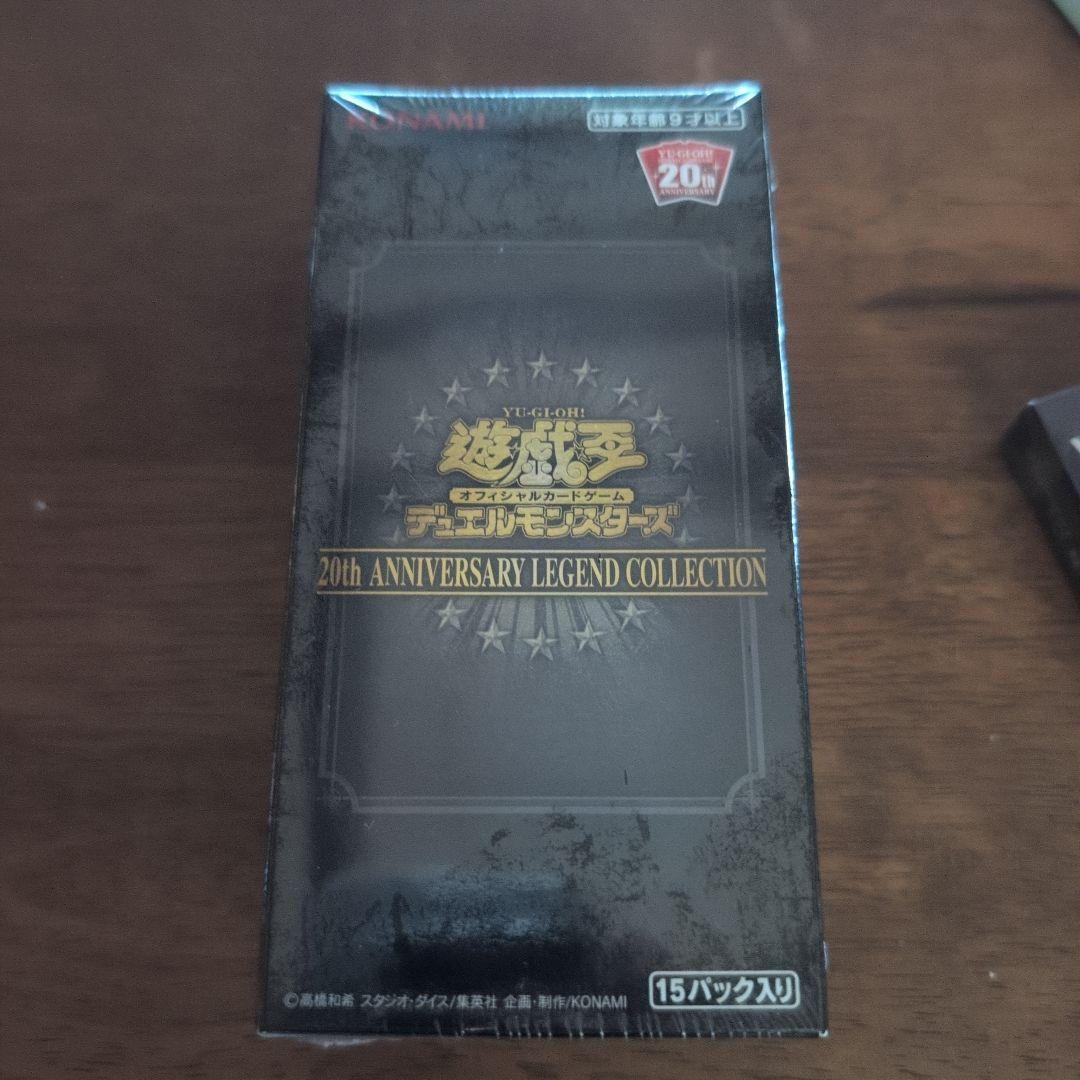 KONAMI
対象年齢9才以上
YU-GI-OH!
20th
ANNIVERSARY
YU-GI-OH!
遊戯王
オフィシャルカードゲーム
デュエルモンスターズ
20th ANNIVERSARY LEGEND COLLECTION
©高橋和希 スタジオ・ダイス/集英社 企画・制作/KONAMI
15パック入り